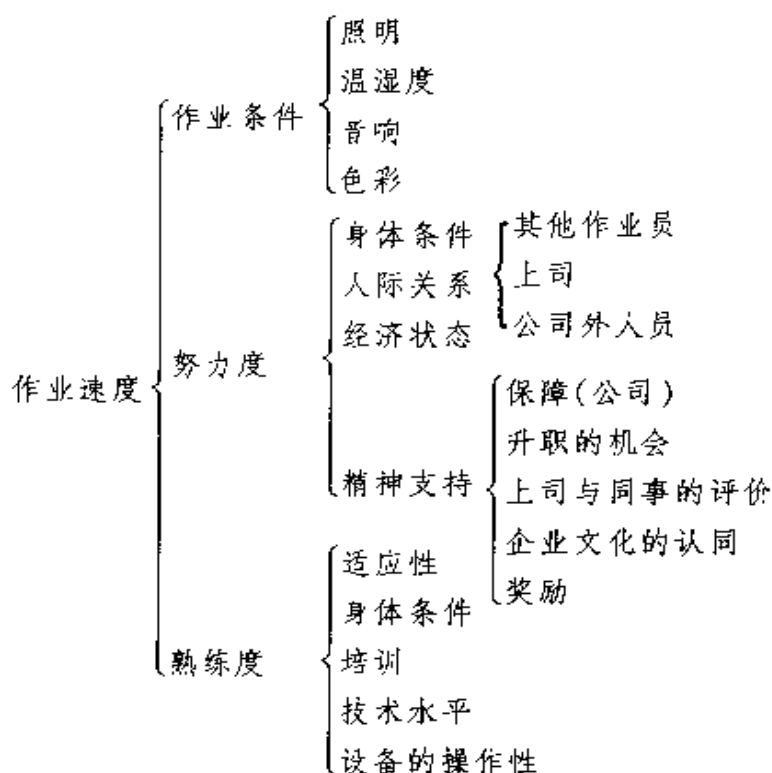 作业速度
作业条件
照明
温湿度
音响
色彩
努力度
身体条件
人际关系
其他作业员
上司
公司外人员
经济状态
精神支持
保障(公司)
升职的机会
上司与同事的评价
企业文化的认同
奖励
熟练度
适应性
身体条件
培训
技术水平
设备的操作性